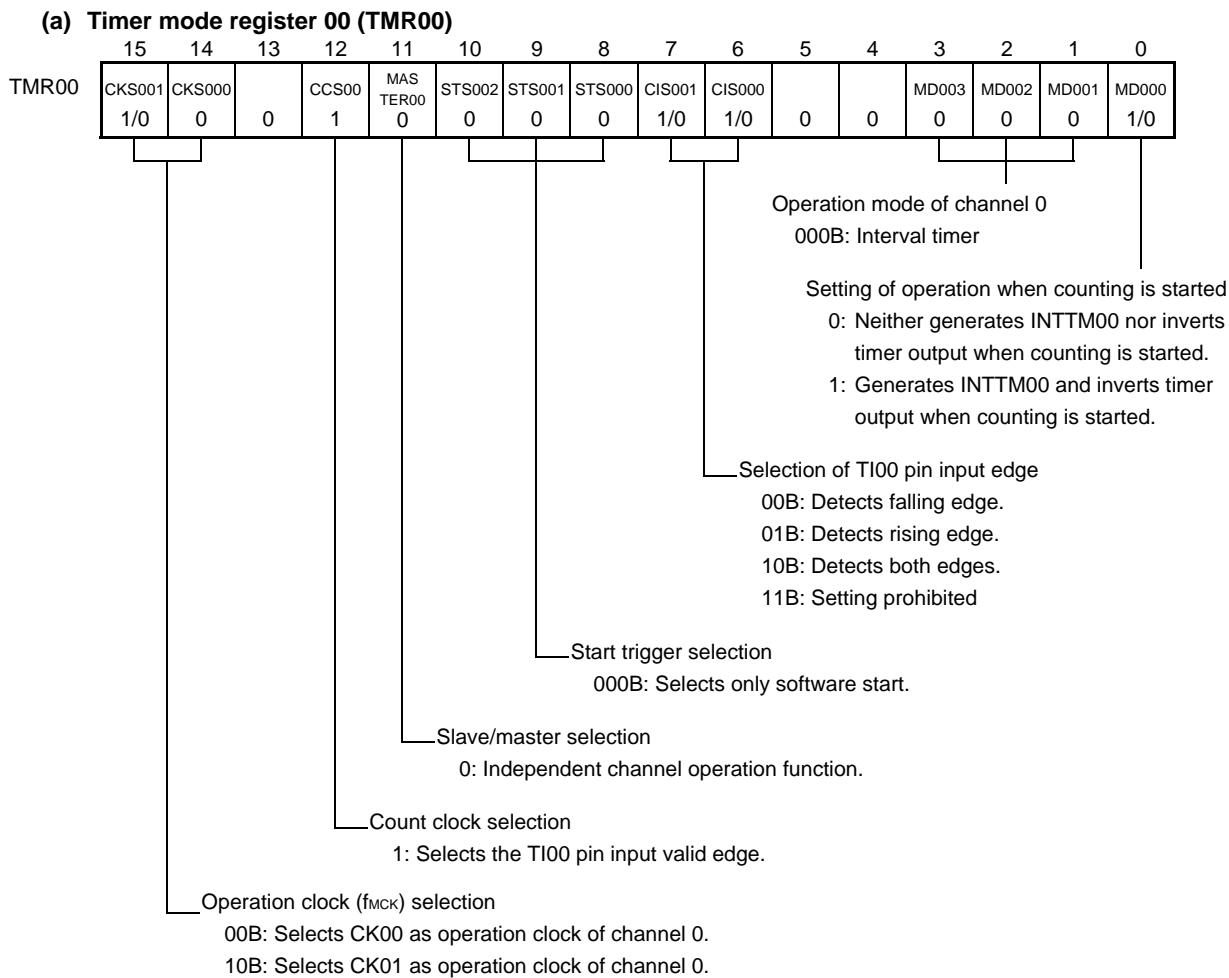 (a) Timer mode register 00 (TMR00)
15 14 13 12 11 10 9 8 7 6 5 4 3 2 1 0
TMR00 CKS001 CKS000 CCS00 MAS TER00 STS002 STS001 STS000 CIS001 CIS000 MD003 MD002 MD001 MD000
1/0 0 0 1 0 0 0 0 1/0 1/0 0 0 0 0 0 1/0
Operation mode of channel 0
000B: Interval timer
Setting of operation when counting is started
0: Neither generates INTTM00 nor inverts
timer output when counting is started.
1: Generates INTTM00 and inverts timer
output when counting is started.
Selection of TI00 pin input edge
00B: Detects falling edge.
01B: Detects rising edge.
10B: Detects both edges.
11B: Setting prohibited
Start trigger selection
000B: Selects only software start.
Slave/master selection
0: Independent channel operation function.
Count clock selection
1: Selects the TI00 pin input valid edge.
Operation clock (fMCK) selection
00B: Selects CK00 as operation clock of channel 0.
10B: Selects CK01 as operation clock of channel 0.